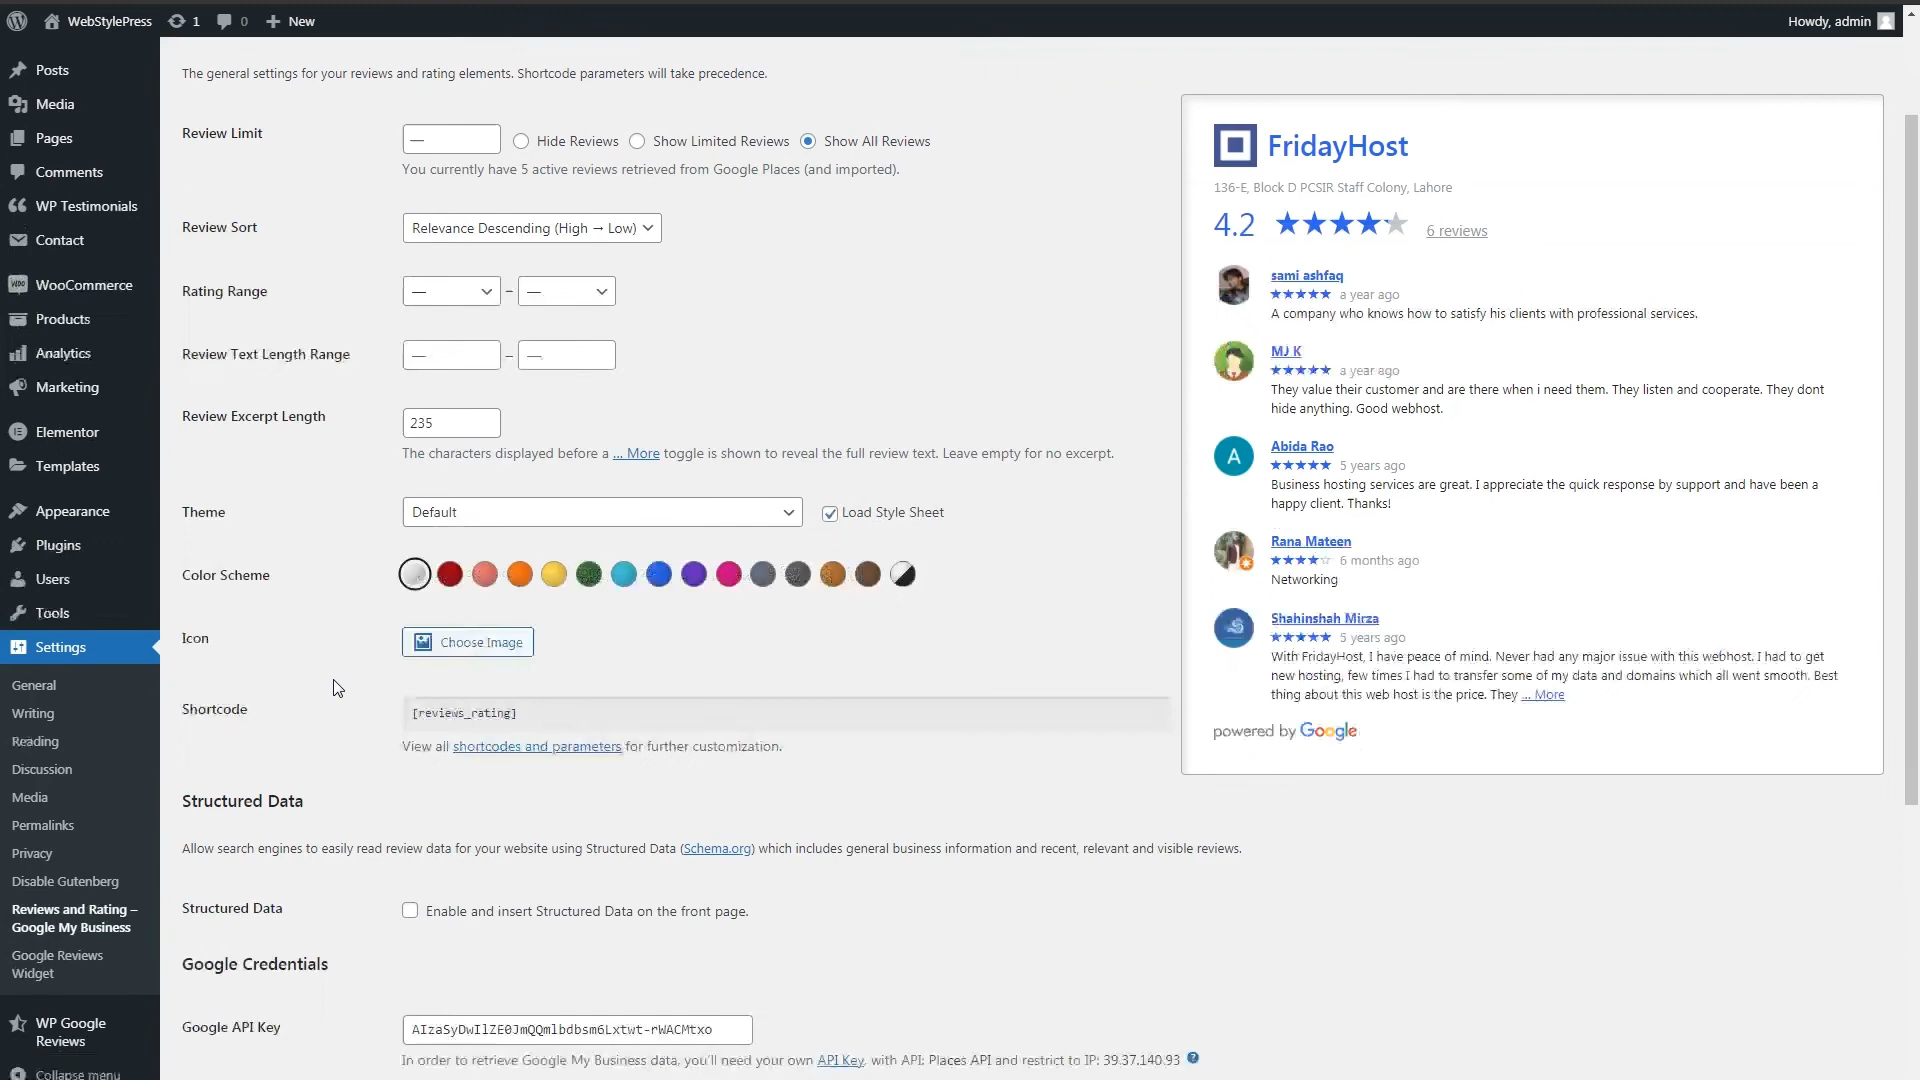 WebStylePress 1 0 New Howdy, admin
Posts
Media
Pages
Comments
WP Testimonials
Contact
WooCommerce
Products
Analytics
Marketing
Elementor
Templates
Appearance
Plugins
Users
Tools
Settings
General
Writing
Reading
Discussion
Media
Permalinks
Privacy
Disable Gutenberg
Reviews and Rating –
Google My Business
Google Reviews
Widget
WP Google
Reviews
Collapse menu
The general settings for your reviews and rating elements. Shortcode parameters will take precedence.
Review Limit — Hide Reviews Show Limited Reviews Show All Reviews
You currently have 5 active reviews retrieved from Google Places (and imported).
Review Sort Relevance Descending (High → Low)
Rating Range — – —
Review Text Length Range — – —
Review Excerpt Length 235
The characters displayed before a ... More toggle is shown to reveal the full review text. Leave empty for no excerpt.
Theme Default Load Style Sheet
Color Scheme
Icon Choose Image
Shortcode [reviews_rating]
View all shortcodes and parameters for further customization.
Structured Data
Allow search engines to easily read review data for your website using Structured Data (Schema.org) which includes general business information and recent, relevant and visible reviews.
Structured Data Enable and insert Structured Data on the front page.
Google Credentials
Google API Key AIzaSyDwIlZE0JmQQmlbdbsm6Lxtwt-rWACMtxo
In order to retrieve Google My Business data, you'll need your own API Key, with API: Places API and restrict to IP: 39.37.140.93 ?
FridayHost
136-E, Block D PCSIR Staff Colony, Lahore
4.2 ★★★★★ 6 reviews
sami ashfaq
★★★★★ a year ago
A company who knows how to satisfy his clients with professional services.
MJ K
★★★★★ a year ago
They value their customer and are there when i need them. They listen and cooperate. They dont
hide anything. Good webhost.
A
Abida Rao
★★★★★ 5 years ago
Business hosting services are great. I appreciate the quick response by support and have been a
happy client. Thanks!
Rana Mateen
★★★★☆ 6 months ago
Networking
Shahinshah Mirza
★★★★★ 5 years ago
With FridayHost, I have peace of mind. Never had any major issue with this webhost. I had to get
new hosting, few times I had to transfer some of my data and domains which all went smooth. Best
thing about this web host is the price. They ... More
powered by Google